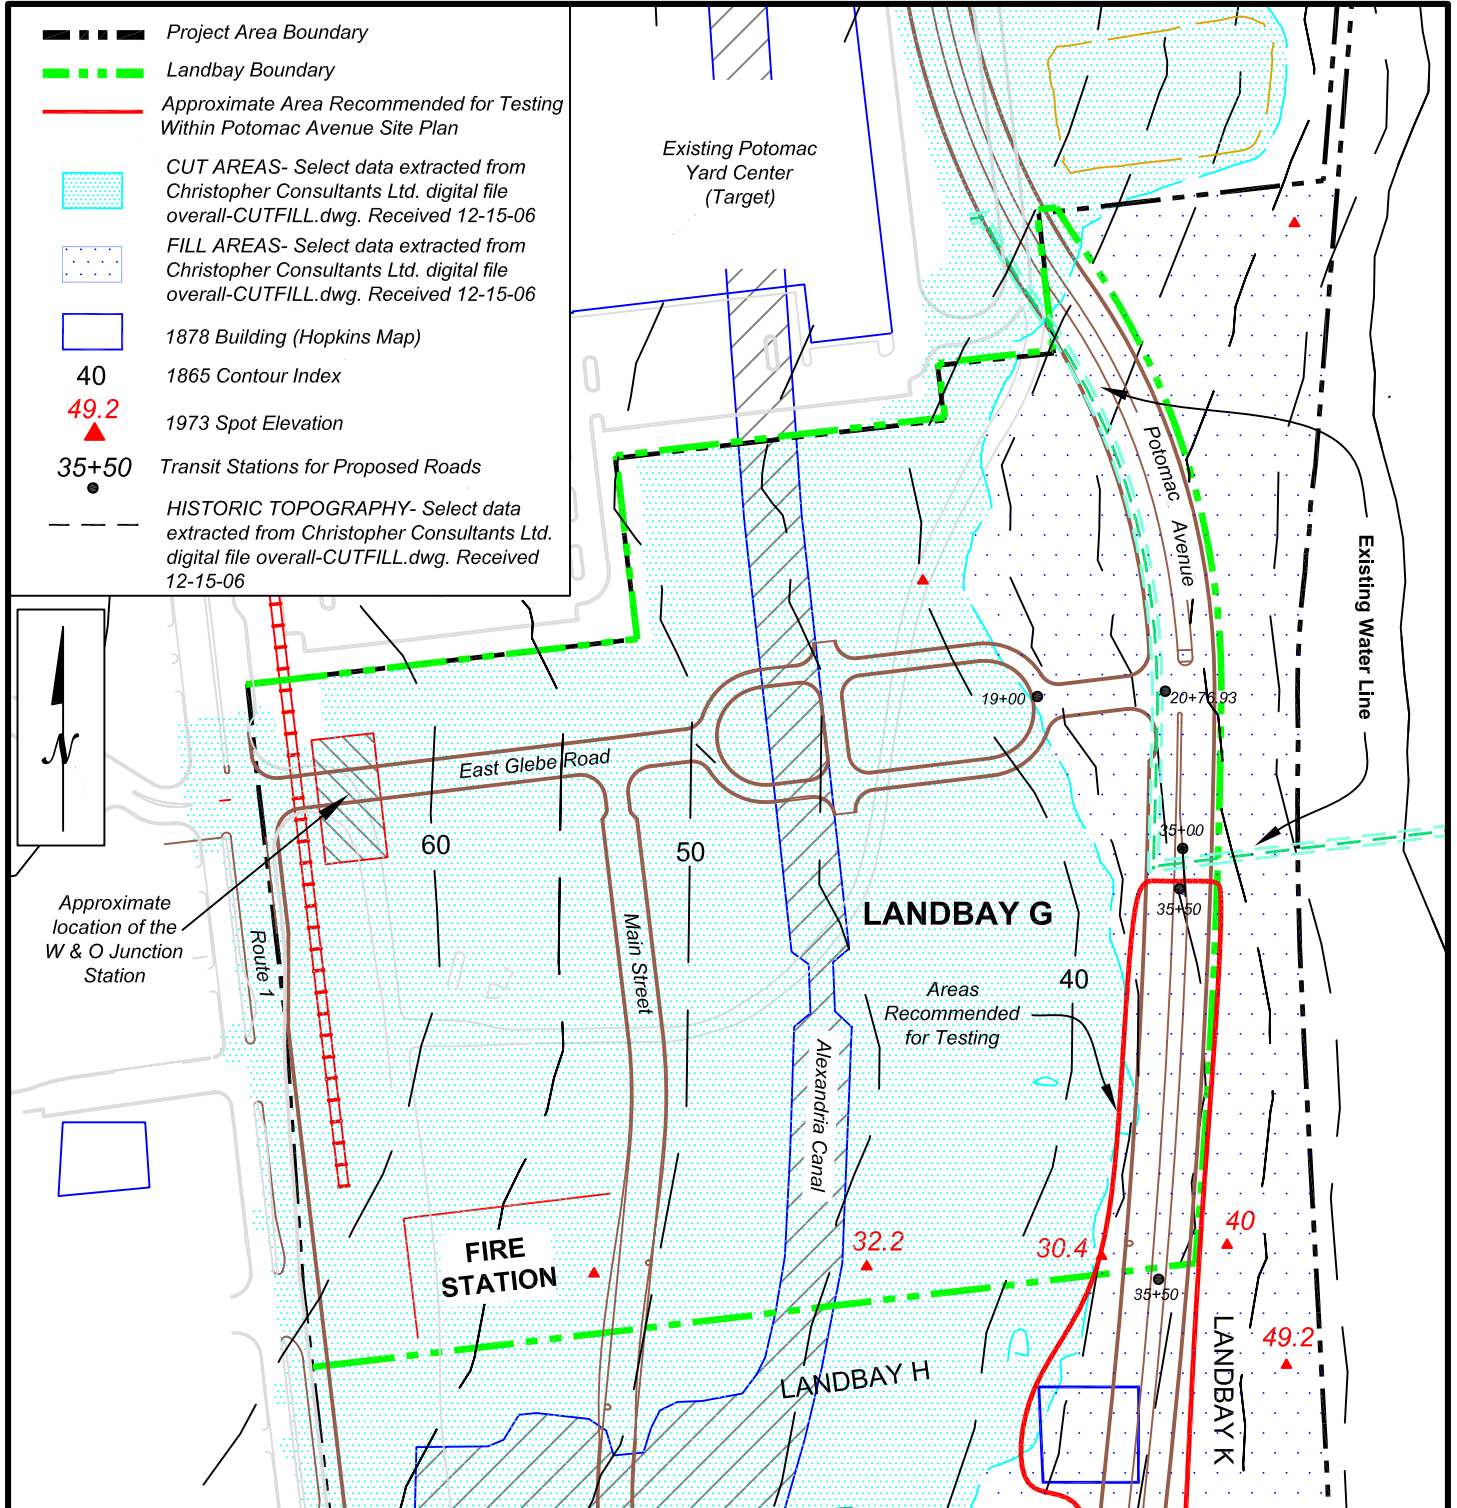 Project Area Boundary
Landbay Boundary
Approximate Area Recommended for Testing
Within Potomac Avenue Site Plan
CUT AREAS- Select data extracted from
Christopher Consultants Ltd. digital file
overall-CUTFILL.dwg. Received 12-15-06
FILL AREAS- Select data extracted from
Christopher Consultants Ltd. digital file
overall-CUTFILL.dwg. Received 12-15-06
1878 Building (Hopkins Map)
40
1865 Contour Index
49.2
1973 Spot Elevation
35+50
Transit Stations for Proposed Roads
HISTORIC TOPOGRAPHY- Select data
extracted from Christopher Consultants Ltd.
digital file overall-CUTFILL.dwg. Received
12-15-06
Existing Potomac
Yard Center
(Target)
Potomac Avenue
Existing Water Line
N
19+00
20+76.93
East Glebe Road
60
50
35+00
35+50
Approximate
location of the
W & O Junction
Station
Route 1
Main Street
LANDBAY G
40
Areas
Recommended
for Testing
Alexandria Canal
FIRE
STATION
32.2
30.4
40
35+50
49.2
LANDBAY H
LANDBAY K